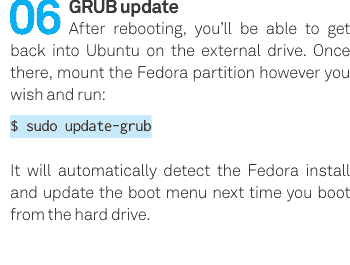 06 GRUB update
After rebooting, you'll be able to get
back into Ubuntu on the external drive. Once
there, mount the Fedora partition however you
wish and run:
$ sudo update-grub
It will automatically detect the Fedora install
and update the boot menu next time you boot
from the hard drive.